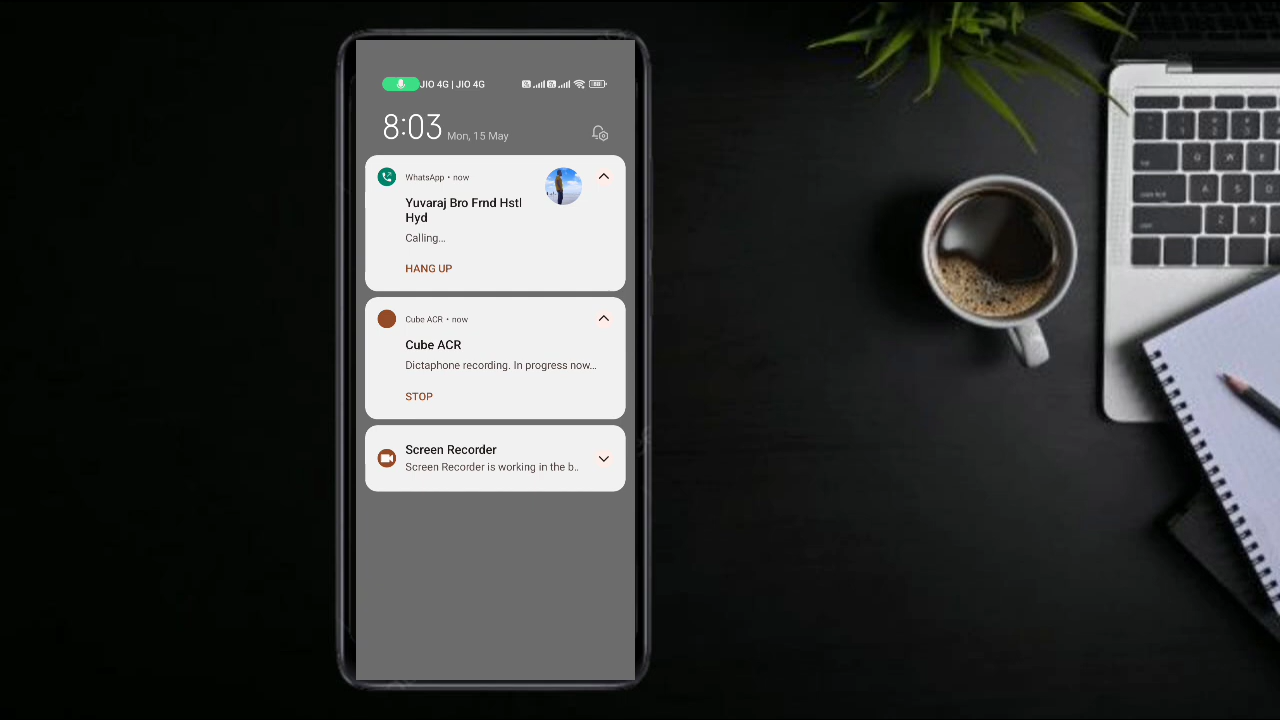 JIO 4G | JIO 4G
8:03 Mon, 15 May
WhatsApp • now
Yuvaraj Bro Frnd Hstl
Hyd
Calling...
HANG UP
Cube ACR • now
Cube ACR
Dictaphone recording. In progress now...
STOP
Screen Recorder
Screen Recorder is working in the b..
Q
W
E
A
S
D
Z
X